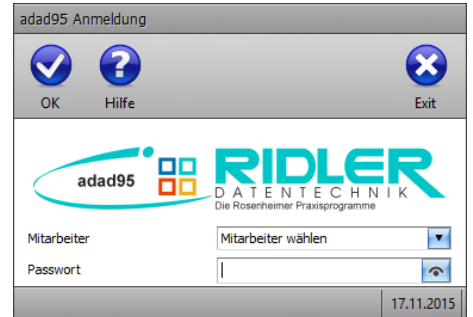 adad95 Anmeldung
OK Hilfe Exit
adad95
RIDLER
DATENTECHNIK
Die Rosenheimer Praxisprogramme
Mitarbeiter Mitarbeiter wählen
Passwort
17.11.2015